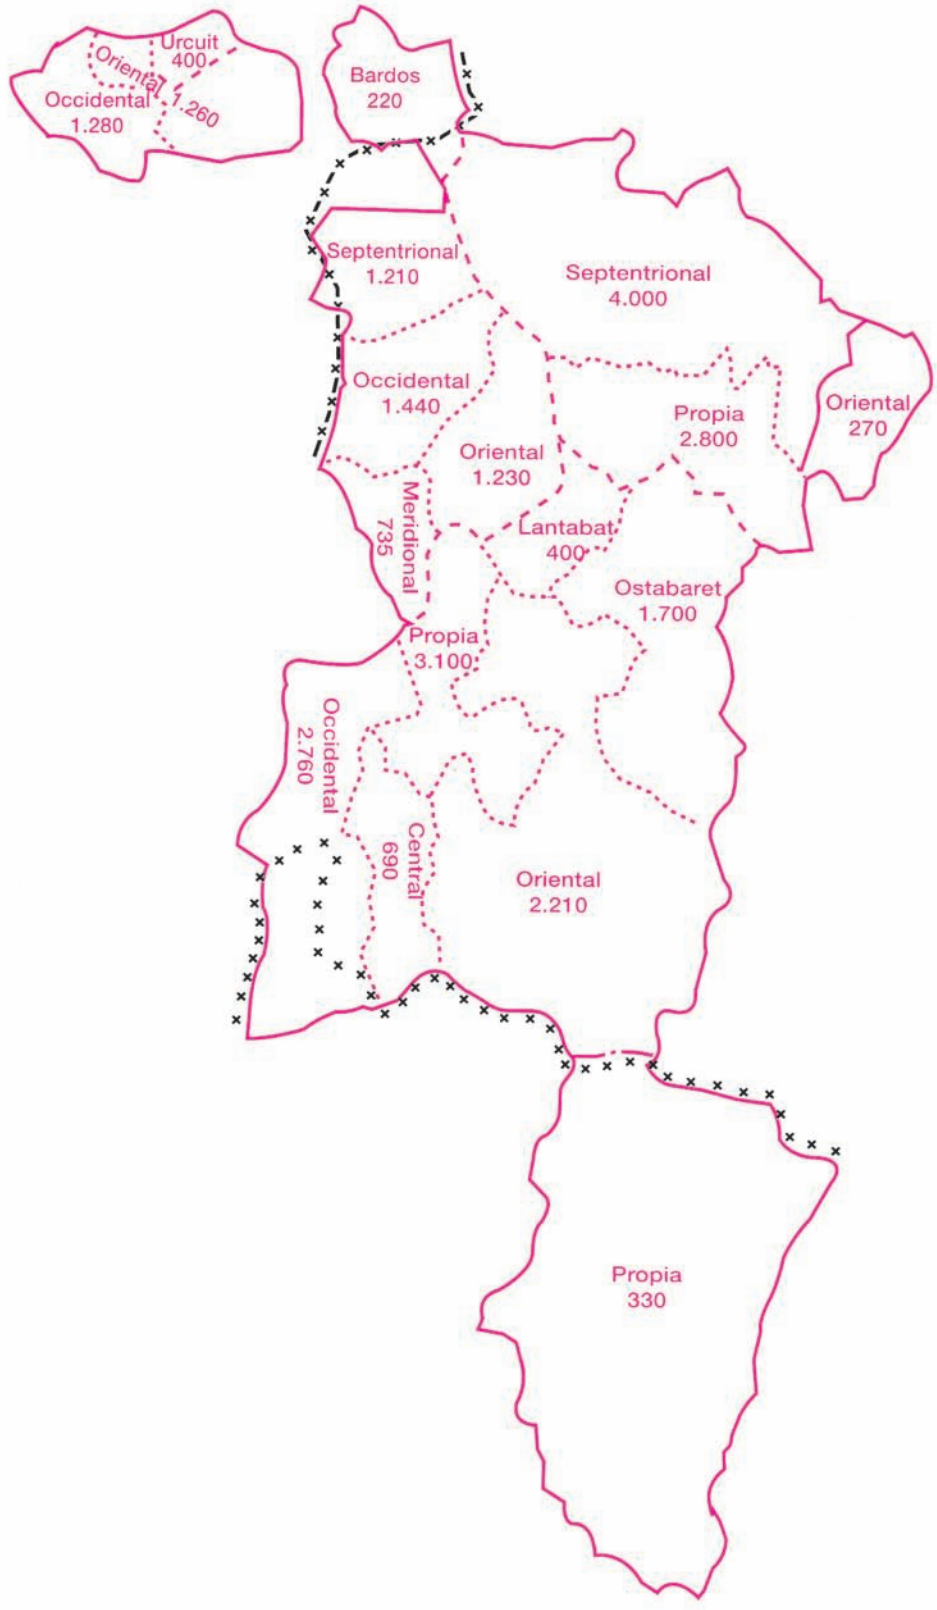 Urcuit
400
Oriental
1.260
Occidental
1.280
Bardos
220
Septentrional
1.210
Septentrional
4.000
Occidental
1.440
Propia
2.800
Oriental
270
Oriental
1.230
Meridional
735
Lantabat
400
Ostabaret
1.700
Propia
3.100
Occidental
2.760
Central
690
Oriental
2.210
Propia
330